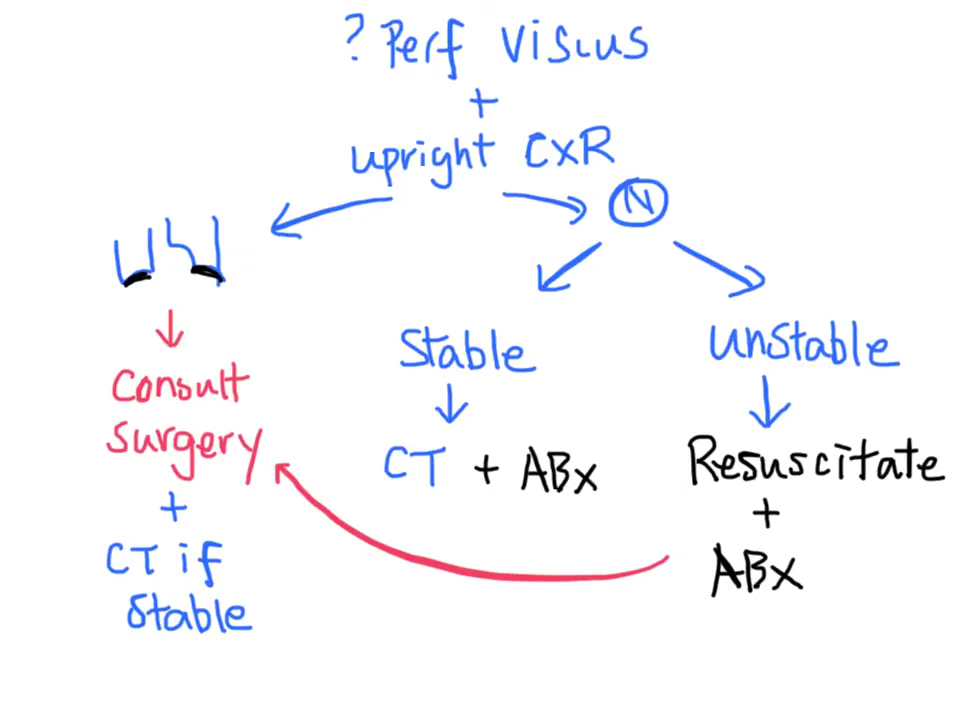 ? Perf Viscus
+
upright CXR
N
Consult
surgery
+
CT if
stable
Stable
CT + ABx
unstable
Resuscitate
+
ABx